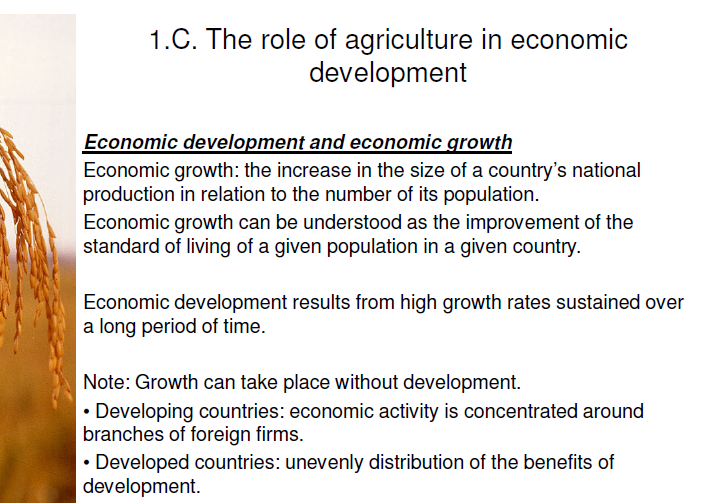 1.C. The role of agriculture in economic
development
Economic development and economic growth
Economic growth: the increase in the size of a country's national
production in relation to the number of its population.
Economic growth can be understood as the improvement of the
standard of living of a given population in a given country.
Economic development results from high growth rates sustained over
a long period of time.
Note: Growth can take place without development.
• Developing countries: economic activity is concentrated around
branches of foreign firms.
• Developed countries: unevenly distribution of the benefits of
development.